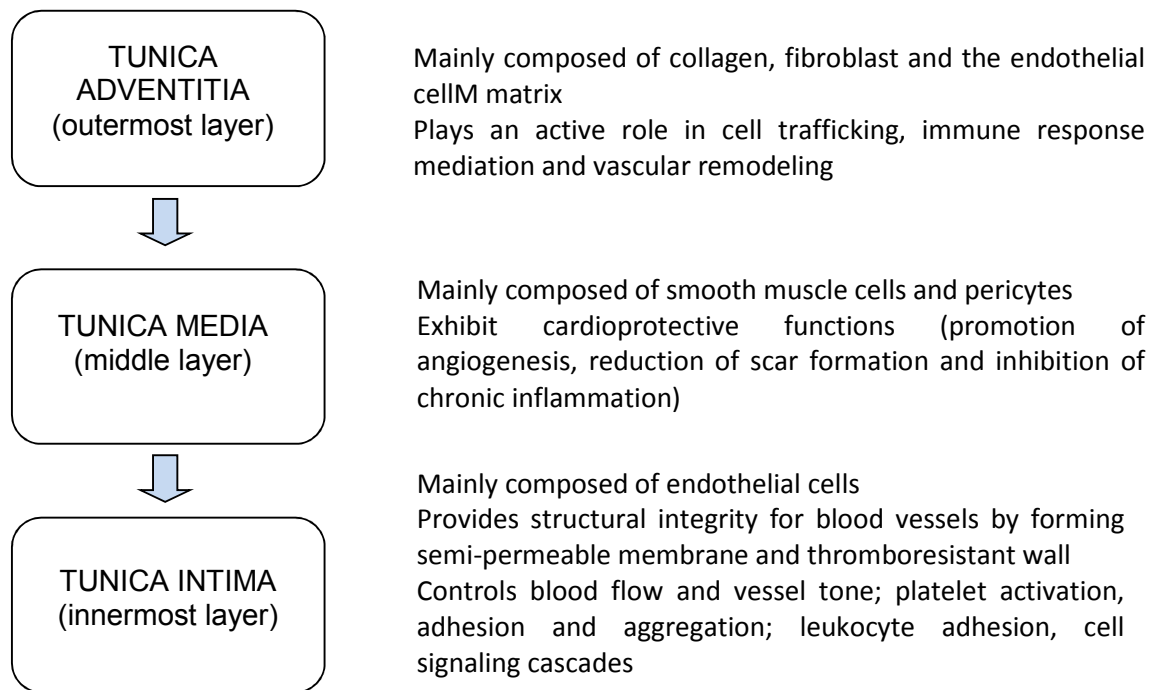 TUNICA
ADVENTITIA
(outermost layer)
Mainly composed of collagen, fibroblast and the endothelial
cellM matrix
Plays an active role in cell trafficking, immune response
mediation and vascular remodeling
TUNICA MEDIA
(middle layer)
Mainly composed of smooth muscle cells and pericytes
Exhibit cardioprotective functions (promotion of
angiogenesis, reduction of scar formation and inhibition of
chronic inflammation)
TUNICA INTIMA
(innermost layer)
Mainly composed of endothelial cells
Provides structural integrity for blood vessels by forming
semi-permeable membrane and thromboresistant wall
Controls blood flow and vessel tone; platelet activation,
adhesion and aggregation; leukocyte adhesion, cell
signaling cascades